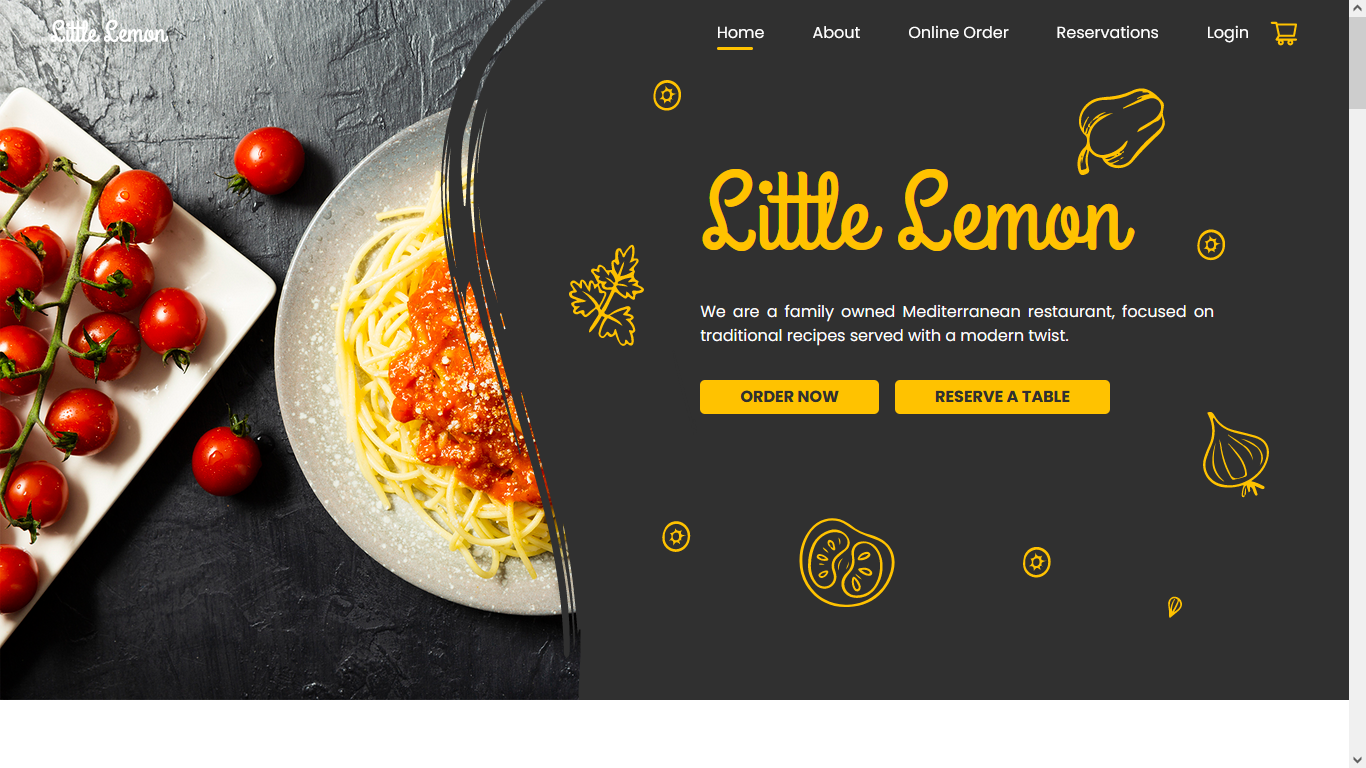 Little Lemon
Home About Online Order Reservations Login
Little Lemon
We are a family owned Mediterranean restaurant, focused on
traditional recipes served with a modern twist.
ORDER NOW RESERVE A TABLE